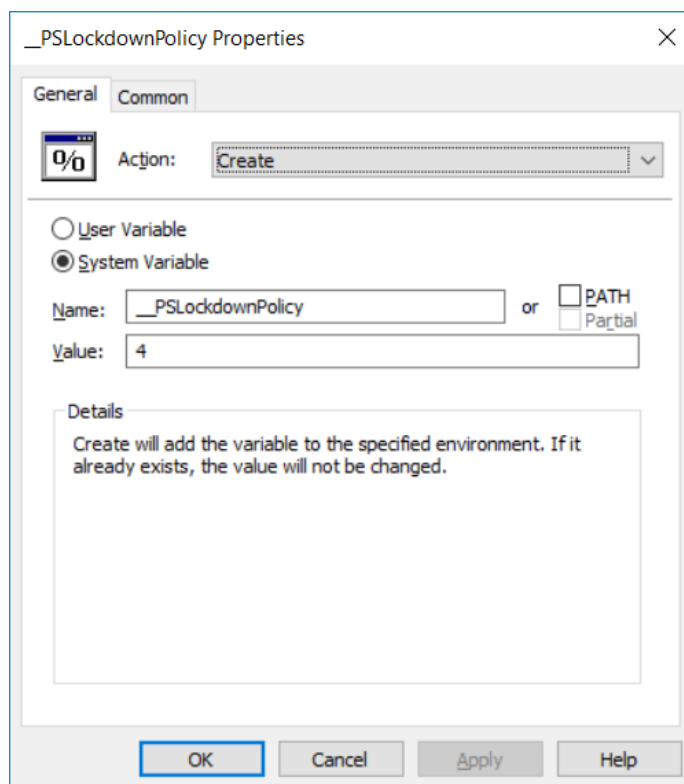 __PSLockdownPolicy Properties
General
Common
%
Action:
Create
User Variable
System Variable
Name:
__PSLockdownPolicy
or
PATH
Partial
Value:
4
Details
Create will add the variable to the specified environment. If it
already exists, the value will not be changed.
OK
Cancel
Apply
Help